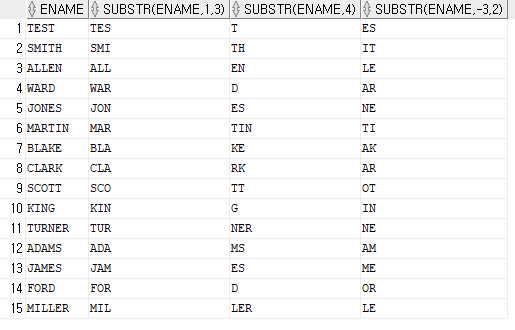 ENAME SUBSTR(ENAME,1,3) SUBSTR(ENAME,4) SUBSTR(ENAME,-3,2)
1 TEST TES T ES
2 SMITH SMI TH IT
3 ALLEN ALL EN LE
4 WARD WAR D AR
5 JONES JON ES NE
6 MARTIN MAR TIN TI
7 BLAKE BLA KE AK
8 CLARK CLA RK AR
9 SCOTT SCO TT OT
10 KING KIN G IN
11 TURNER TUR NER NE
12 ADAMS ADA MS AM
13 JAMES JAM ES ME
14 FORD FOR D OR
15 MILLER MIL LER LE